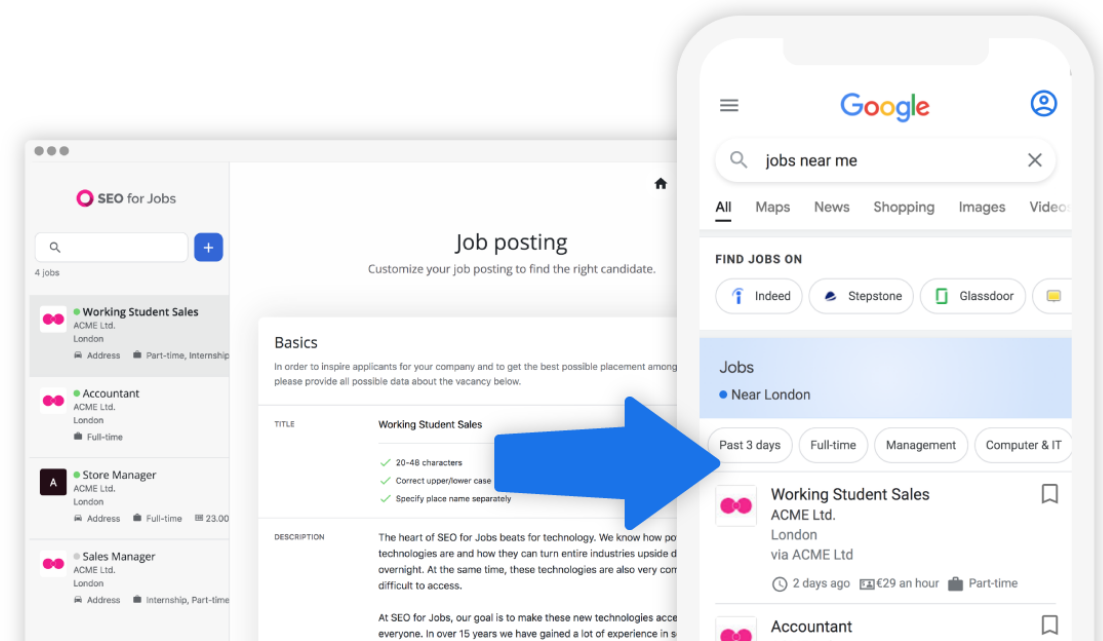 SEO for Jobs
4 jobs
Working Student Sales
ACME Ltd.
London
Address Part-time, Internship
Accountant
ACME Ltd.
London
Full-time
A
Store Manager
ACME Ltd.
London
Address Full-time 23.00
Sales Manager
ACME Ltd.
London
Address Internship, Part-time
Job posting
Customize your job posting to find the right candidate.
Basics
In order to inspire applicants for your company and to get the best possible placement among
please provide all possible data about the vacancy below.
TITLE
Working Student Sales
20-48 characters
Correct upper/lower case
Specify place name separately
DESCRIPTION
The heart of SEO for Jobs beats for technology. We know how po
technologies are and how they can turn entire industries upside d
overnight. At the same time, these technologies are also very com
difficult to access.
At SEO for Jobs, our goal is to make these new technologies acce
everyone. In over 15 years we have gained a lot of experience in s
Google
jobs near me
All Maps News Shopping Images Videos
FIND JOBS ON
Indeed Stepstone Glassdoor
Jobs
Near London
Past 3 days Full-time Management Computer & IT
Working Student Sales
ACME Ltd.
London
via ACME Ltd
2 days ago €29 an hour Part-time
Accountant